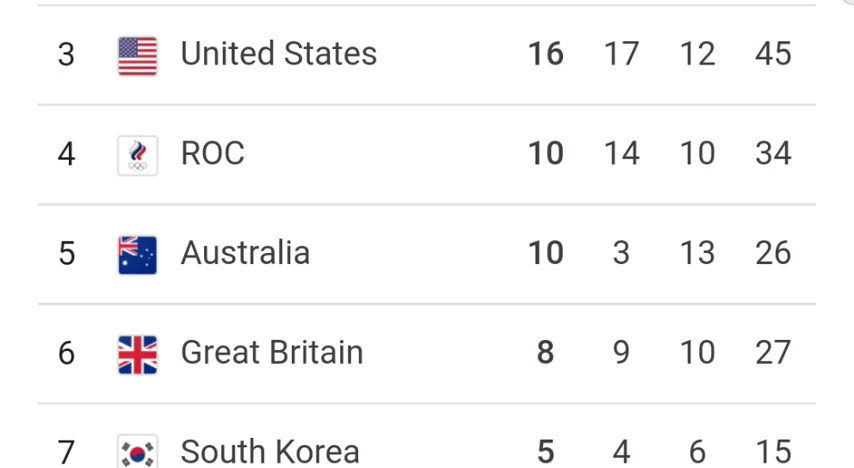 3 United States 16 17 12 45
4 ROC 10 14 10 34
5 Australia 10 3 13 26
6 Great Britain 8 9 10 27
7 South Korea 5 4 6 15